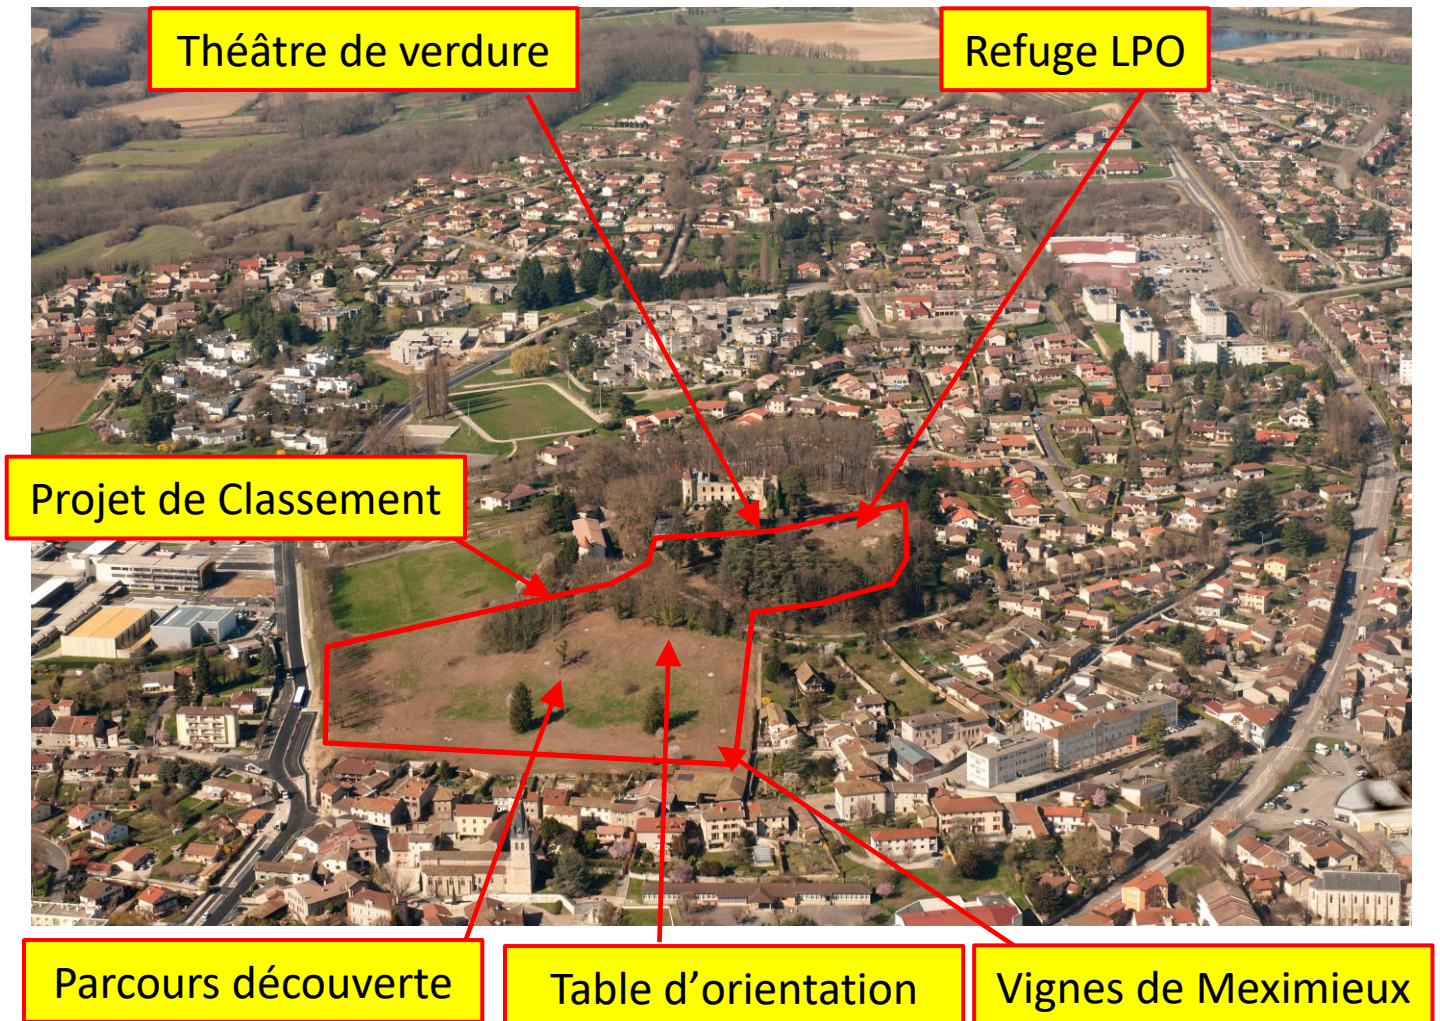 Théâtre de verdure
Refuge LPO
Projet de Classement
Parcours découverte
Table d’orientation
Vignes de Meximieux